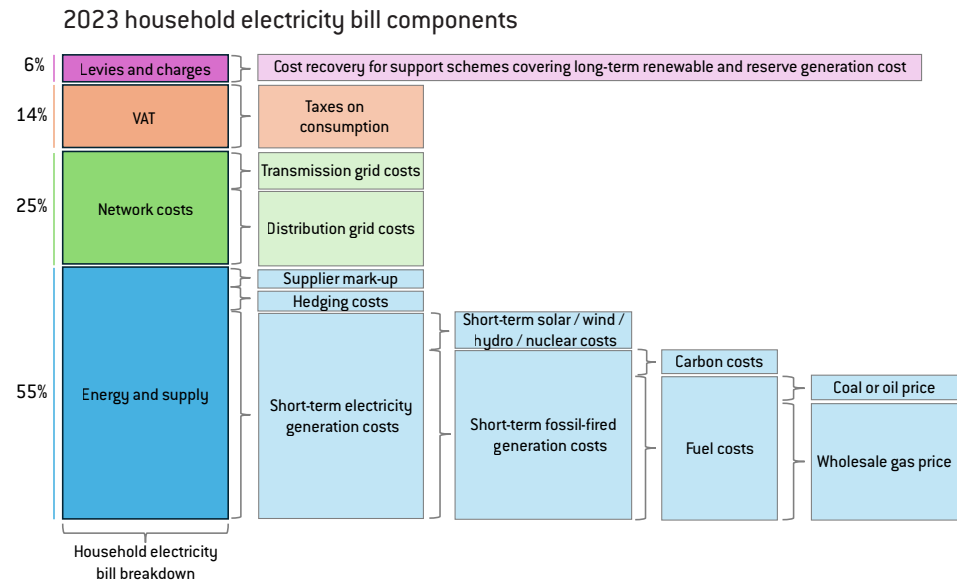 2023 household electricity bill components
6%
Levies and charges
Cost recovery for support schemes covering long-term renewable and reserve generation cost
14%
VAT
Taxes on
consumption
25%
Network costs
Transmission grid costs
Distribution grid costs
55%
Energy and supply
Supplier mark-up
Hedging costs
Short-term electricity
generation costs
Short-term solar / wind /
hydro / nuclear costs
Short-term fossil-fired
generation costs
Carbon costs
Fuel costs
Coal or oil price
Wholesale gas price
Household electricity
bill breakdown